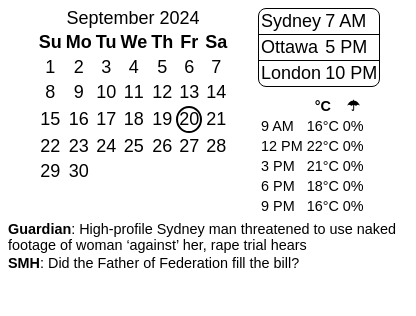 September 2024
Su Mo Tu We Th Fr Sa
1 2 3 4 5 6 7
8 9 10 11 12 13 14
15 16 17 18 19 20 21
22 23 24 25 26 27 28
29 30
Sydney 7 AM
Ottawa 5 PM
London 10 PM
°C ☂
9 AM 16°C 0%
12 PM 22°C 0%
3 PM 21°C 0%
6 PM 18°C 0%
9 PM 16°C 0%
Guardian: High-profile Sydney man threatened to use naked
footage of woman ‘against’ her, rape trial hears
SMH: Did the Father of Federation fill the bill?